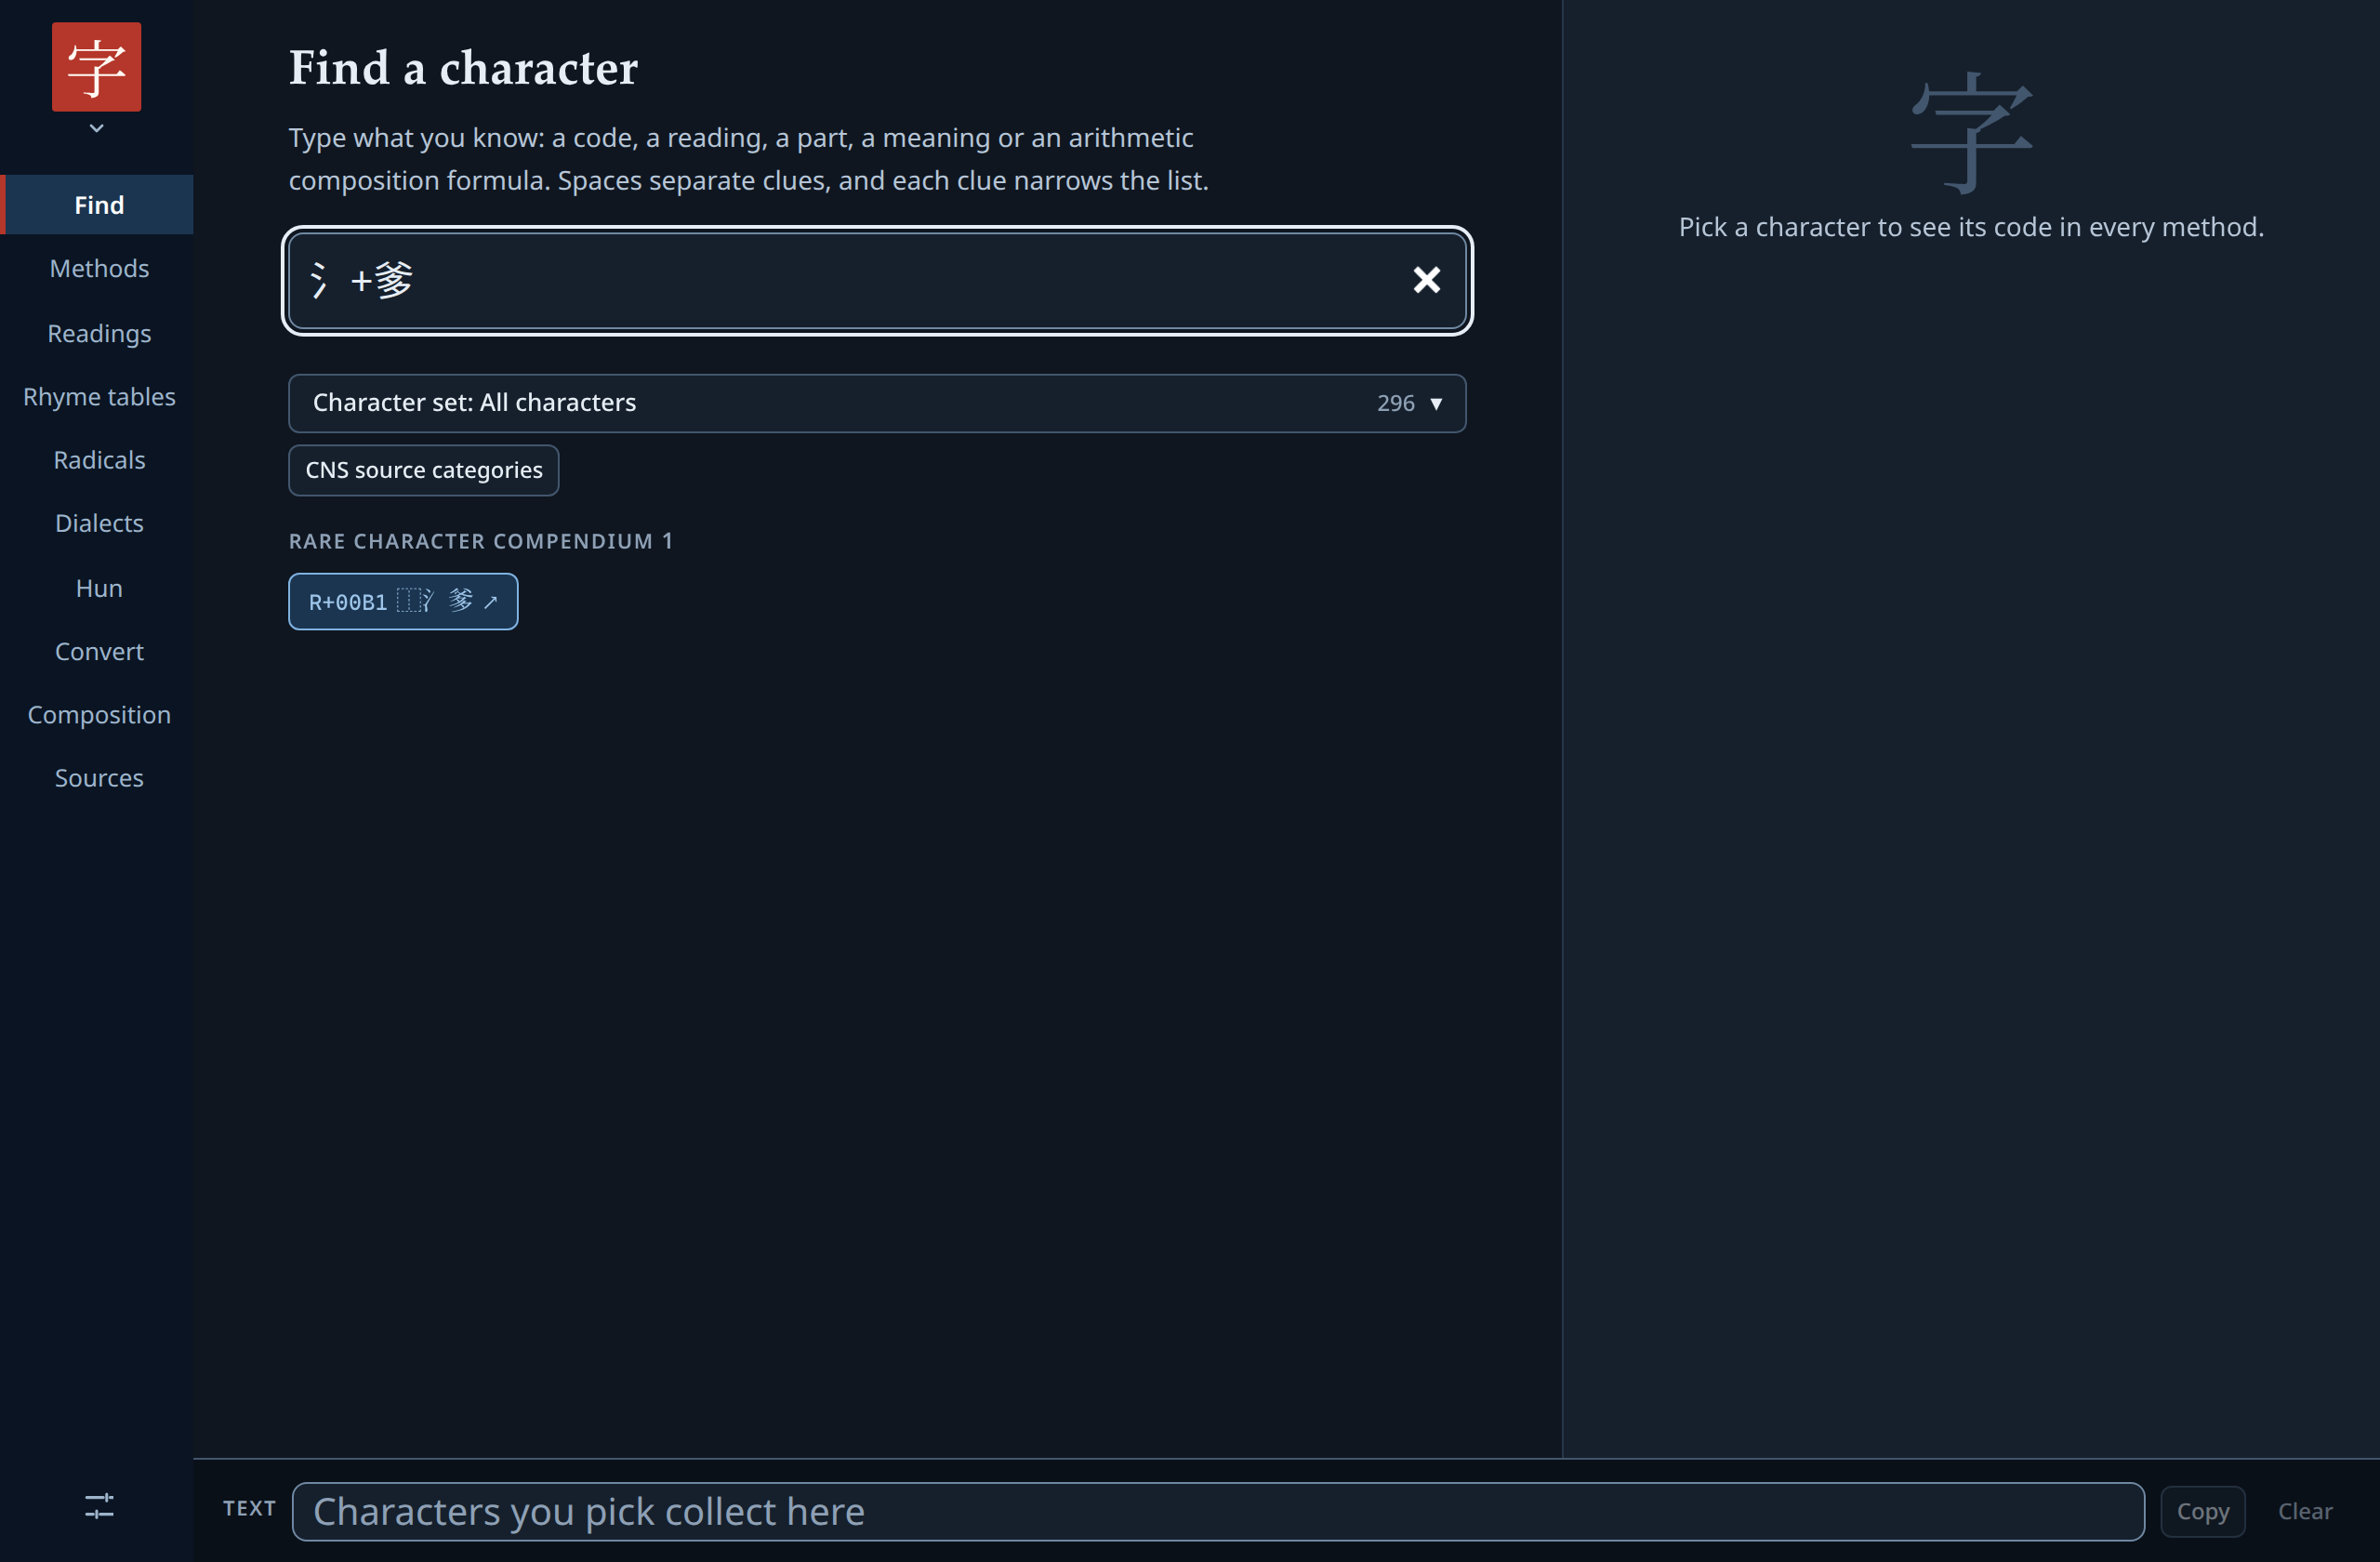 字
Find
Methods
Readings
Rhyme tables
Radicals
Dialects
Hun
Convert
Composition
Sources
Find a character
Type what you know: a code, a reading, a part, a meaning or an arithmetic
composition formula. Spaces separate clues, and each clue narrows the list.
氵+爹
Character set: All characters 296 ▼
CNS source categories
RARE CHARACTER COMPENDIUM 1
R+00B1 ⿰氵爹 ↗
字
Pick a character to see its code in every method.
TEXT Characters you pick collect here Copy Clear